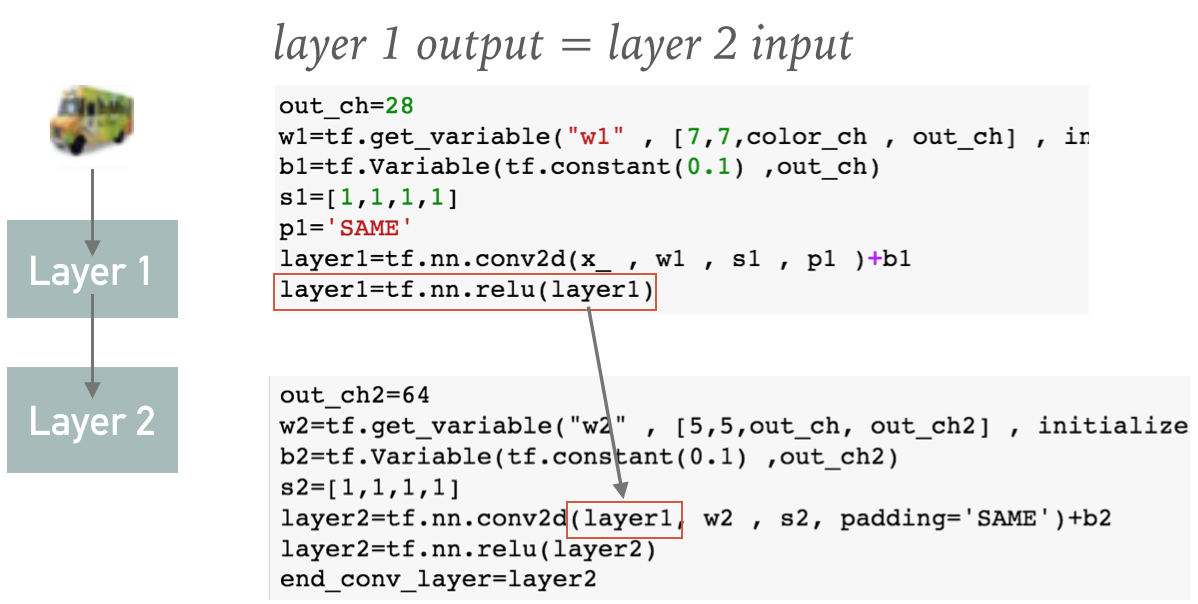 layer 1 output = layer 2 input
out_ch=28
w1=tf.get_variable("w1" , [7,7,color_ch , out_ch] , in
b1=tf.Variable(tf.constant(0.1) ,out_ch)
s1=[1,1,1,1]
p1='SAME'
layer1=tf.nn.conv2d(x_ , w1 , s1 , p1 )+b1
layer1=tf.nn.relu(layer1)
Layer 1
Layer 2
out_ch2=64
w2=tf.get_variable("w2" , [5,5,out_ch, out_ch2] , initialize
b2=tf.Variable(tf.constant(0.1) ,out_ch2)
s2=[1,1,1,1]
layer2=tf.nn.conv2d(layer1, w2 , s2, padding='SAME')+b2
layer2=tf.nn.relu(layer2)
end_conv_layer=layer2